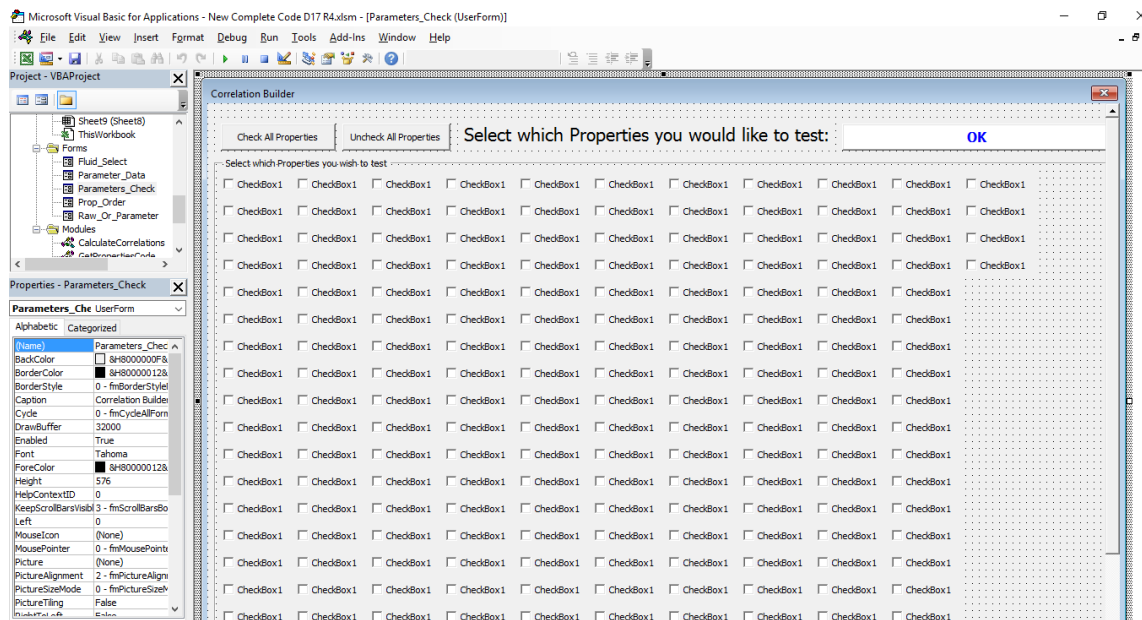 Microsoft Visual Basic for Applications - New Complete Code D17 R4.xlsm - [Parameters_Check (UserForm)]
File Edit View Insert Format Debug Run Tools Add-Ins Window Help
Project - VBAProject
Sheet9 (Sheet8)
ThisWorkbook
Forms
Fluid_Select
Parameter_Data
Parameters_Check
Prop_Order
Raw_Or_Parameter
Modules
CalculateCorrelations
GetPropertiesCode
Properties - Parameters_Check
Parameters_Che UserForm
Alphabetic Categorized
(Name) Parameters_Chec
BackColor &H8000000F&
BorderColor &H80000012&
BorderStyle 0 - fmBorderStyle
Caption Correlation Builder
Cycle 0 - fmCycleAllForm
DrawBuffer 32000
Enabled True
Font Tahoma
ForeColor &H80000012&
Height 576
HelpContextID 0
KeepScrollBarsVisibl 3 - fmScrollBarsBo
Left 0
MouseIcon (None)
MousePointer 0 - fmMousePointe
Picture (None)
PictureAlignment 2 - fmPictureAlignm
PictureSizeMode 0 - fmPictureSizeM
PictureTiling False
RightToLeft False
Correlation Builder
Check All Properties Uncheck All Properties Select which Properties you would like to test: OK
Select which Properties you wish to test
CheckBox1 CheckBox1 CheckBox1 CheckBox1 CheckBox1 CheckBox1 CheckBox1 CheckBox1 CheckBox1 CheckBox1 CheckBox1
CheckBox1 CheckBox1 CheckBox1 CheckBox1 CheckBox1 CheckBox1 CheckBox1 CheckBox1 CheckBox1 CheckBox1 CheckBox1
CheckBox1 CheckBox1 CheckBox1 CheckBox1 CheckBox1 CheckBox1 CheckBox1 CheckBox1 CheckBox1 CheckBox1 CheckBox1
CheckBox1 CheckBox1 CheckBox1 CheckBox1 CheckBox1 CheckBox1 CheckBox1 CheckBox1 CheckBox1 CheckBox1 CheckBox1
CheckBox1 CheckBox1 CheckBox1 CheckBox1 CheckBox1 CheckBox1 CheckBox1 CheckBox1 CheckBox1 CheckBox1
CheckBox1 CheckBox1 CheckBox1 CheckBox1 CheckBox1 CheckBox1 CheckBox1 CheckBox1 CheckBox1 CheckBox1
CheckBox1 CheckBox1 CheckBox1 CheckBox1 CheckBox1 CheckBox1 CheckBox1 CheckBox1 CheckBox1 CheckBox1
CheckBox1 CheckBox1 CheckBox1 CheckBox1 CheckBox1 CheckBox1 CheckBox1 CheckBox1 CheckBox1 CheckBox1
CheckBox1 CheckBox1 CheckBox1 CheckBox1 CheckBox1 CheckBox1 CheckBox1 CheckBox1 CheckBox1 CheckBox1
CheckBox1 CheckBox1 CheckBox1 CheckBox1 CheckBox1 CheckBox1 CheckBox1 CheckBox1 CheckBox1 CheckBox1
CheckBox1 CheckBox1 CheckBox1 CheckBox1 CheckBox1 CheckBox1 CheckBox1 CheckBox1 CheckBox1 CheckBox1
CheckBox1 CheckBox1 CheckBox1 CheckBox1 CheckBox1 CheckBox1 CheckBox1 CheckBox1 CheckBox1 CheckBox1
CheckBox1 CheckBox1 CheckBox1 CheckBox1 CheckBox1 CheckBox1 CheckBox1 CheckBox1 CheckBox1 CheckBox1
CheckBox1 CheckBox1 CheckBox1 CheckBox1 CheckBox1 CheckBox1 CheckBox1 CheckBox1 CheckBox1 CheckBox1
CheckBox1 CheckBox1 CheckBox1 CheckBox1 CheckBox1 CheckBox1 CheckBox1 CheckBox1 CheckBox1 CheckBox1
CheckBox1 CheckBox1 CheckBox1 CheckBox1 CheckBox1 CheckBox1 CheckBox1 CheckBox1 CheckBox1 CheckBox1
CheckBox1 CheckBox1 CheckBox1 CheckBox1 CheckBox1 CheckBox1 CheckBox1 CheckBox1 CheckBox1 CheckBox1